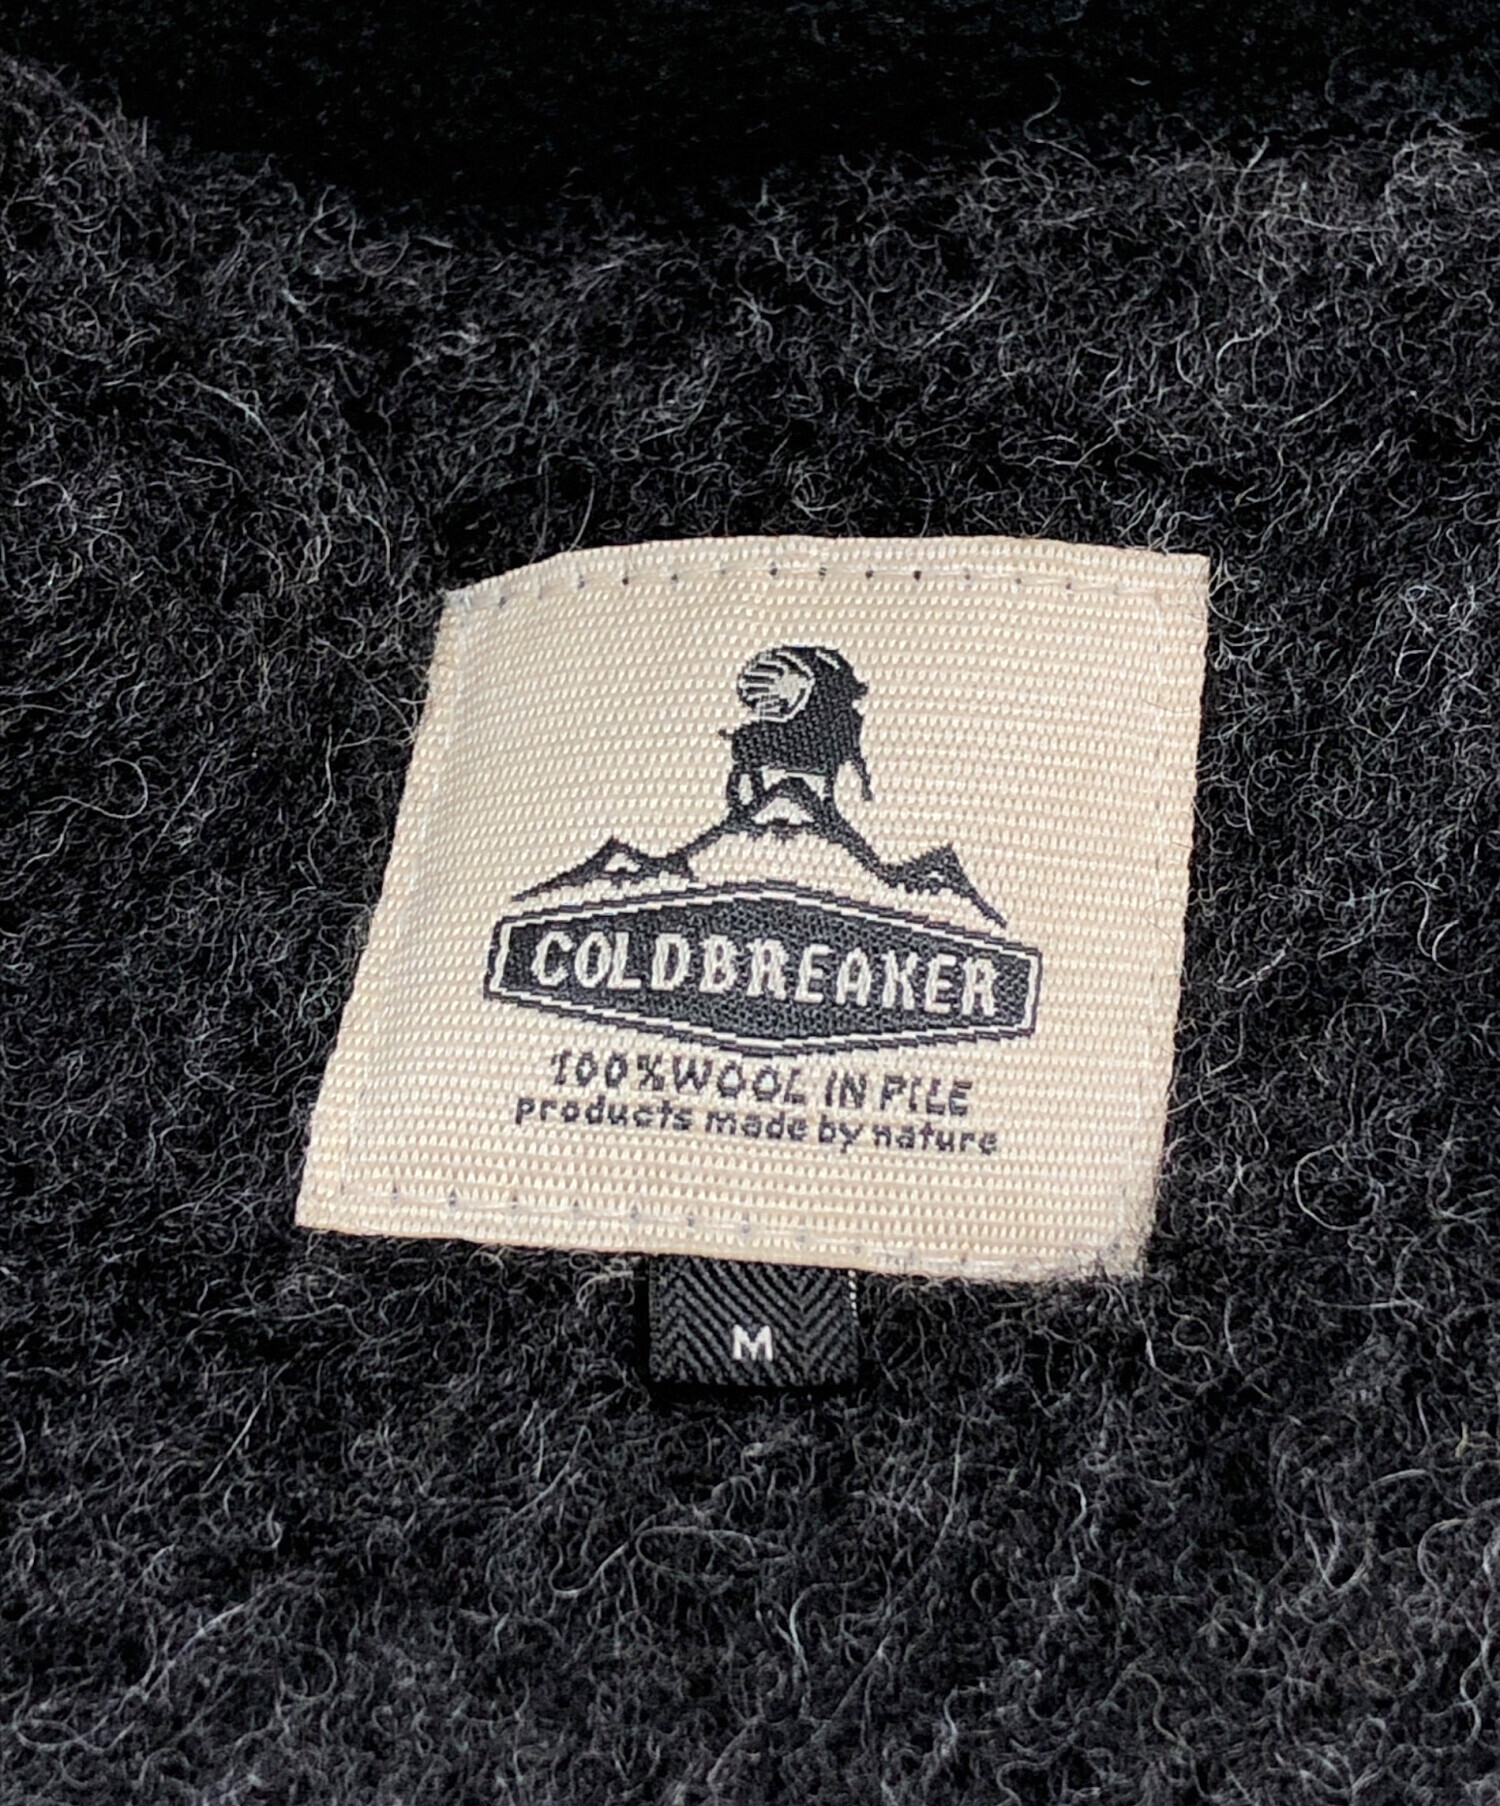 COLDBREAKER
100%WOOL IN PILE
products made by nature
M